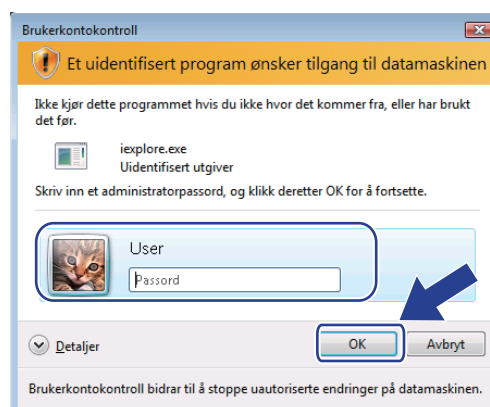 Brukerkontokontroll
Et uidentifisert program ønsker tilgang til datamaskinen
Ikke kjør dette programmet hvis du ikke hvor det kommer fra, eller har brukt
det før.
iexplore.exe
Uidentifisert utgiver
Skriv inn et administratorpassord, og klikk deretter OK for å fortsette.
User
Passord
Detaljer
OK
Avbryt
Brukerkontokontroll bidrar til å stoppe uautoriserte endringer på datamaskinen.